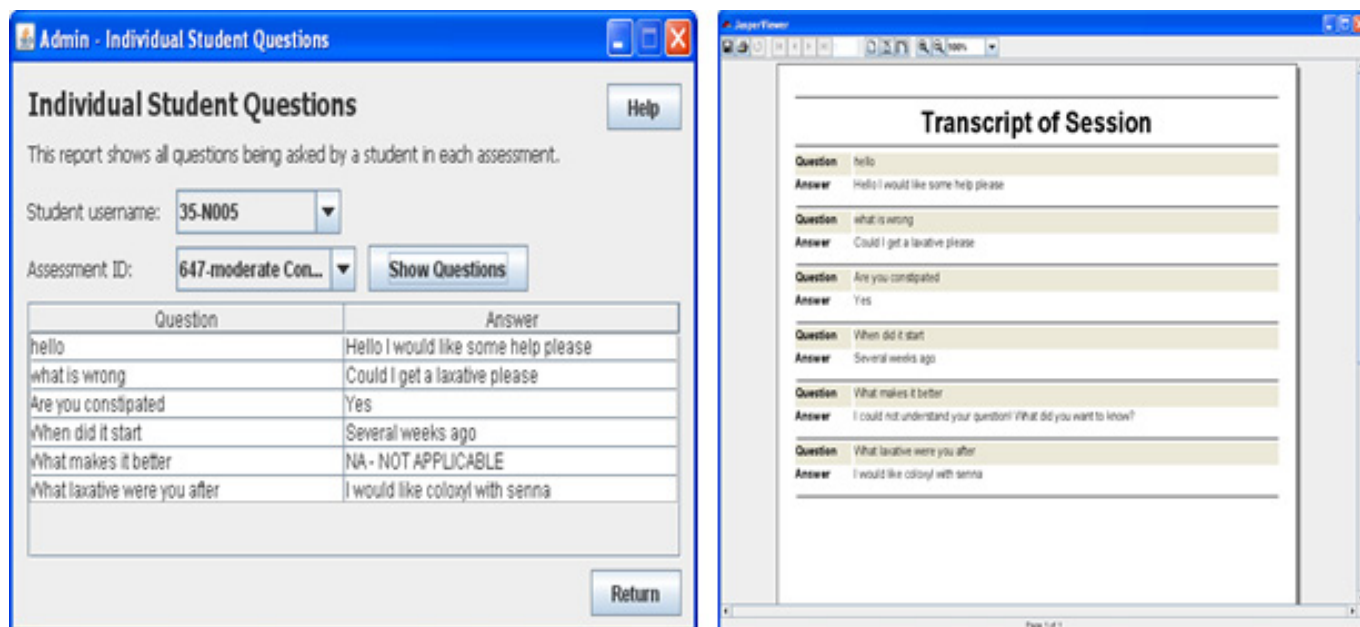 Admin - Individual Student Questions
Individual Student Questions
Help
This report shows all questions being asked by a student in each assessment.
Student username: 35-N005
Assessment ID: 647-moderate Con... Show Questions
Question Answer
hello Hello I would like some help please
what is wrong Could I get a laxative please
Are you constipated Yes
When did it start Several weeks ago
What makes it better NA - NOT APPLICABLE
What laxative were you after I would like coloxyl with senna
Return
JasperViewer
100%
Transcript of Session
Question hello
Answer Hello I would like some help please
Question what is wrong
Answer Could I get a laxative please
Question Are you constipated
Answer Yes
Question When did it start
Answer Several weeks ago
Question What makes it better
Answer I could not understand your question! What did you want to know?
Question What laxative were you after
Answer I would like coloxyl with senna
Page 1 of 1